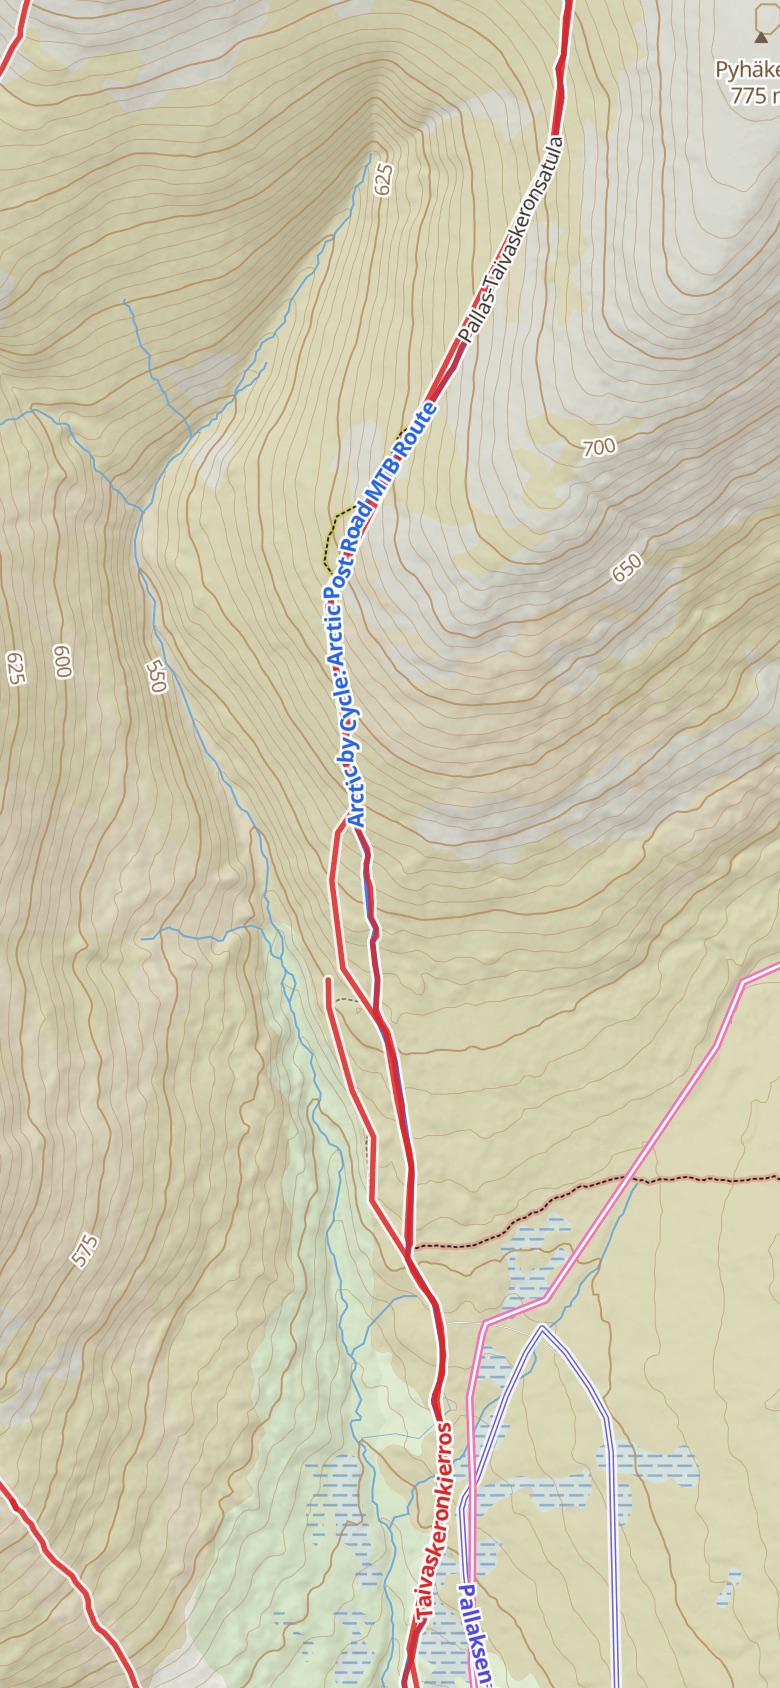 Pyhäke
775 m
625
Pallas-Taivaskeronsatula
Arctic by Cycle: Arctic Post Road MTB Route
700
650
625
600
550
575
Taivaskeronkierros
Pallaksen